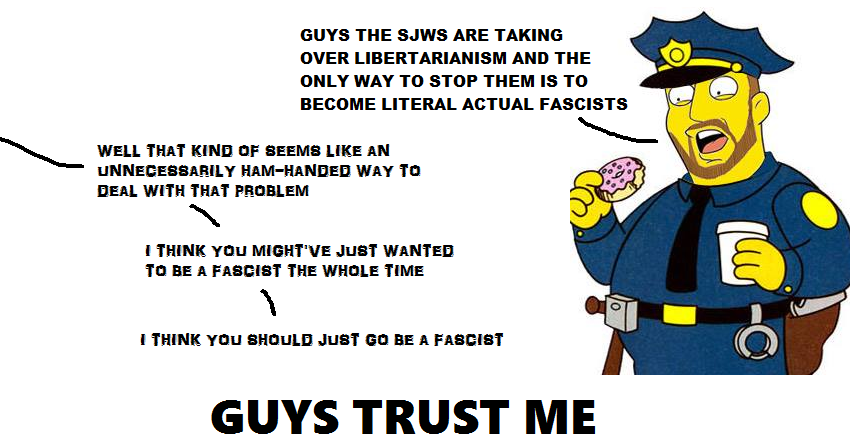 GUYS THE SJWS ARE TAKING
OVER LIBERTARIANISM AND THE
ONLY WAY TO STOP THEM IS TO
BECOME LITERAL ACTUAL FASCISTS
WELL THAT KIND OF SEEMS LIKE AN
UNNECESSARILY HAM-HANDED WAY TO
DEAL WITH THAT PROBLEM
I THINK YOU MIGHT'VE JUST WANTED
TO BE A FASCIST THE WHOLE TIME
I THINK YOU SHOULD JUST GO BE A FASCIST
GUYS TRUST ME